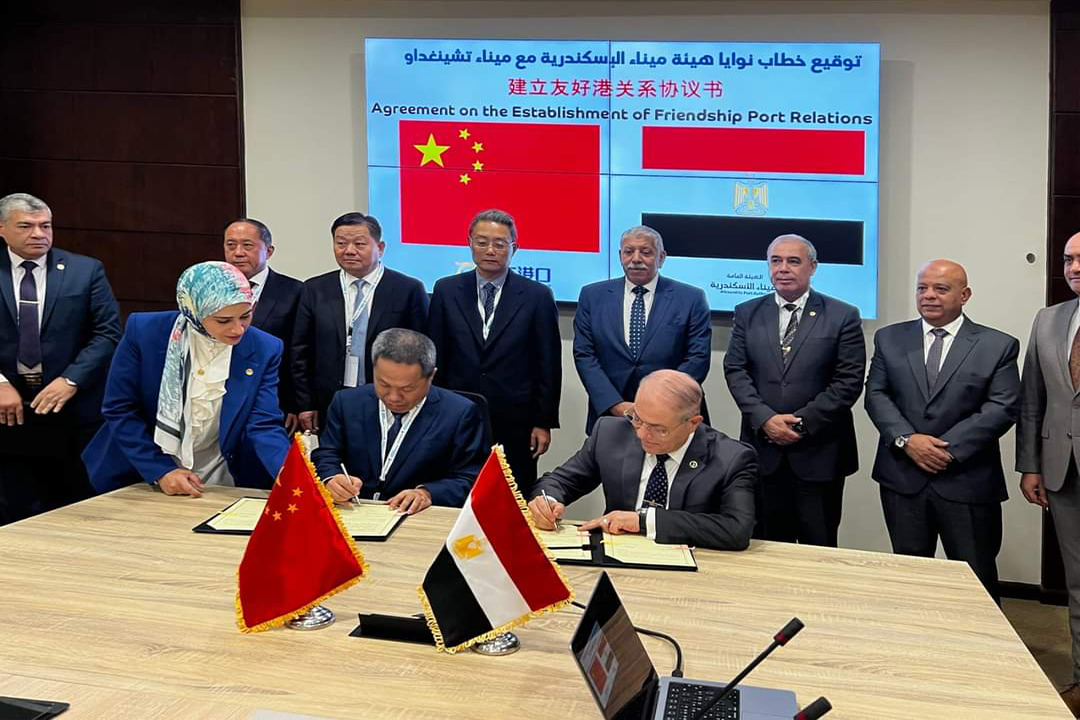 توقيع خطاب نوايا هيئة ميناء الإسكندرية مع ميناء تشينغداو
建立友好港关系协议书
Agreement on the Establishment of Friendship Port Relations
港口
الهيئة العامة
ميناء الأسكندرية